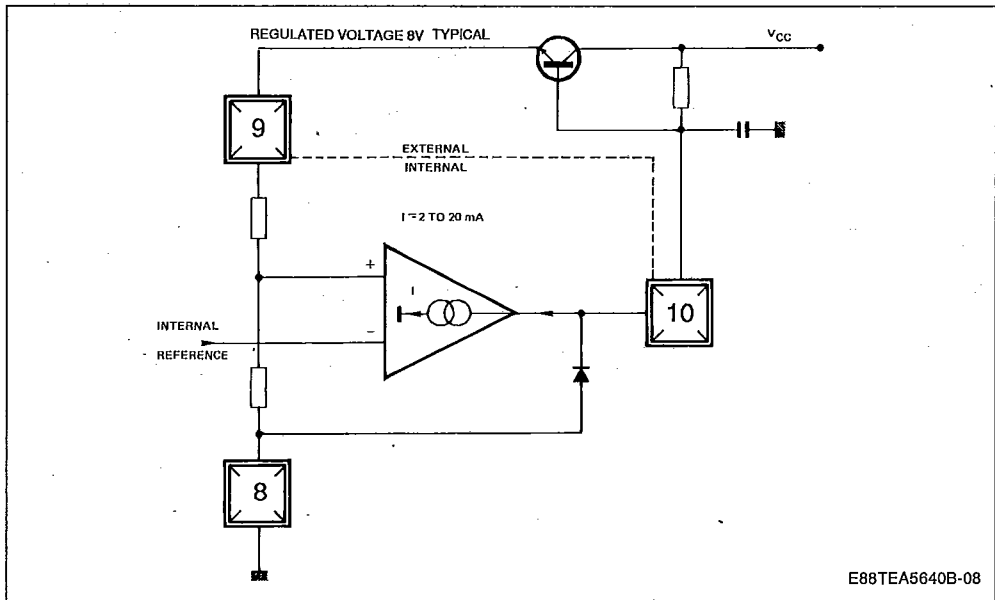 REGULATED VOLTAGE 8V TYPICAL
VCC
9
EXTERNAL
INTERNAL
I = 2 TO 20 mA
+
I
10
INTERNAL
−
REFERENCE
8
E88TEA5640B-08